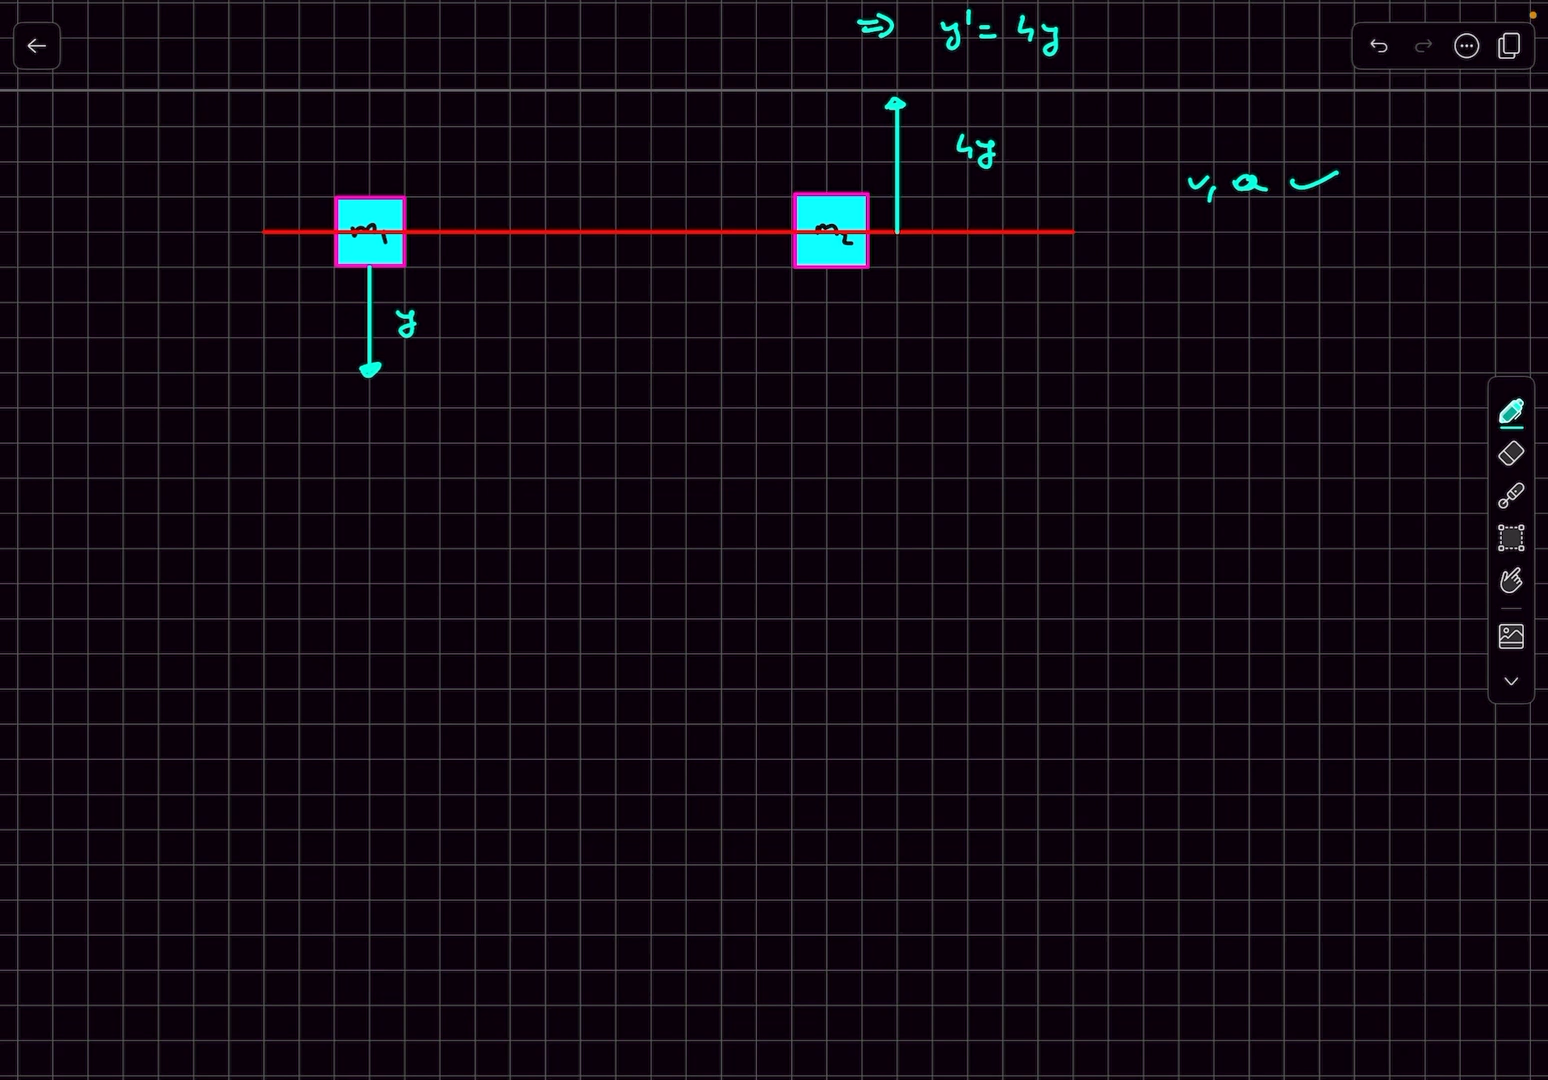 ⇒ y' = 4y
4y
v, a ✓
m₁
m₂
y